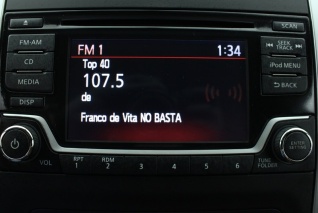 SCAN
FM-AM
CD
MEDIA
DISP
FM 1
1:34
Top 40
107.5
de
Franco de Vita NO BASTA
SEEK
TRACK
iPod MENU
BACK
VOL
RPT
1
RDM
2
3
4
5
6
TUNE
FOLDER
ENTER
SETTING